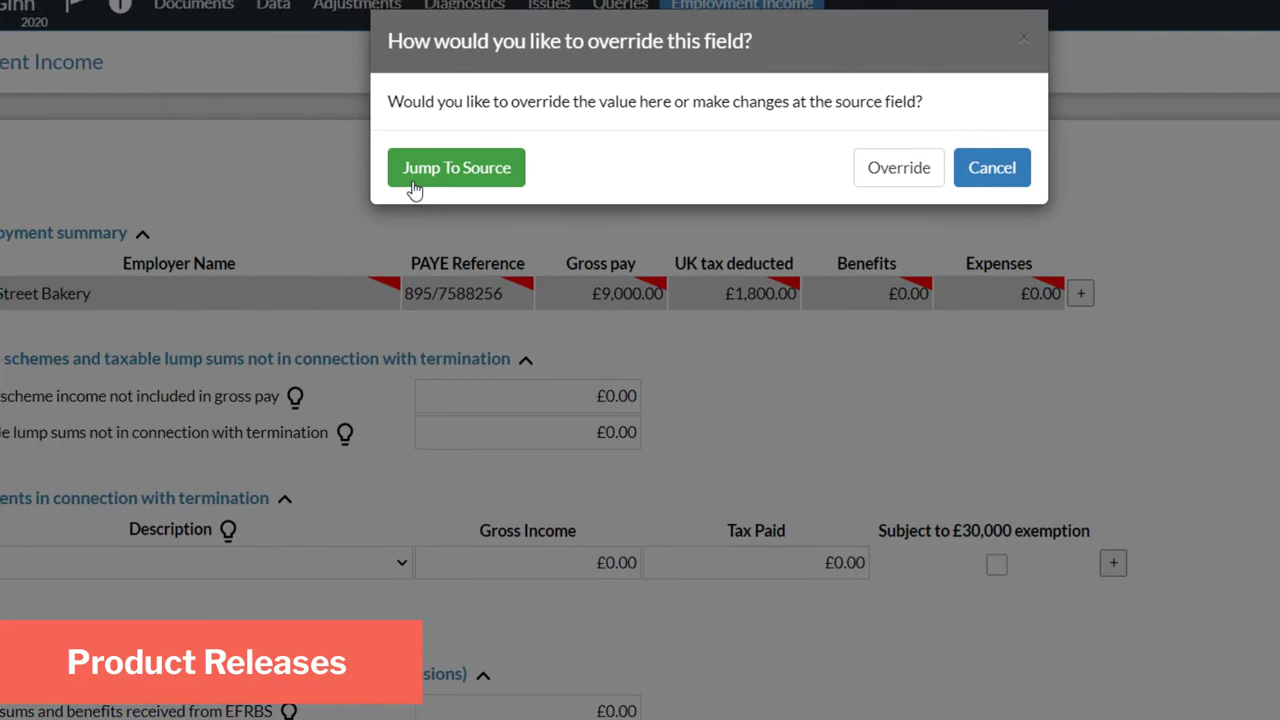 Ginn
2020
Documents
Data
Adjustments
Diagnostics
Issues
Queries
Employment Income
ent Income
How would you like to override this field?
×
Would you like to override the value here or make changes at the source field?
Jump To Source
Override
Cancel
oyment summary
Employer Name
PAYE Reference
Gross pay
UK tax deducted
Benefits
Expenses
Street Bakery
895/7588256
£9,000.00
£1,800.00
£0.00
£0.00
+
schemes and taxable lump sums not in connection with termination
scheme income not included in gross pay
£0.00
e lump sums not in connection with termination
£0.00
ents in connection with termination
Description
Gross Income
Tax Paid
Subject to £30,000 exemption
£0.00
£0.00
+
Product Releases
sions)
sums and benefits received from EFRBS
£0.00